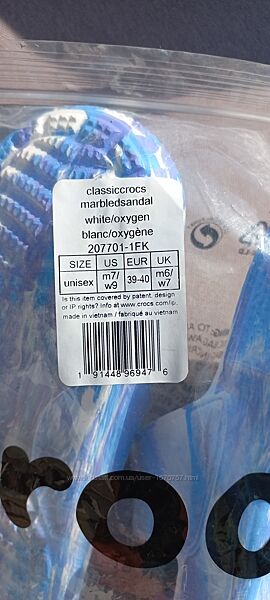 classiccrocs
marbledsandal
white/oxygen
blanc/oxygène
207701-1FK
SIZE US EUR UK
unisex m7/w9 39-40 m6/w7
Is this item covered by patent, design
or IP rights? Info at www.crocs.com/ip.
made in vietnam / fabriqué au vietnam
1 91448 96947 6
roc